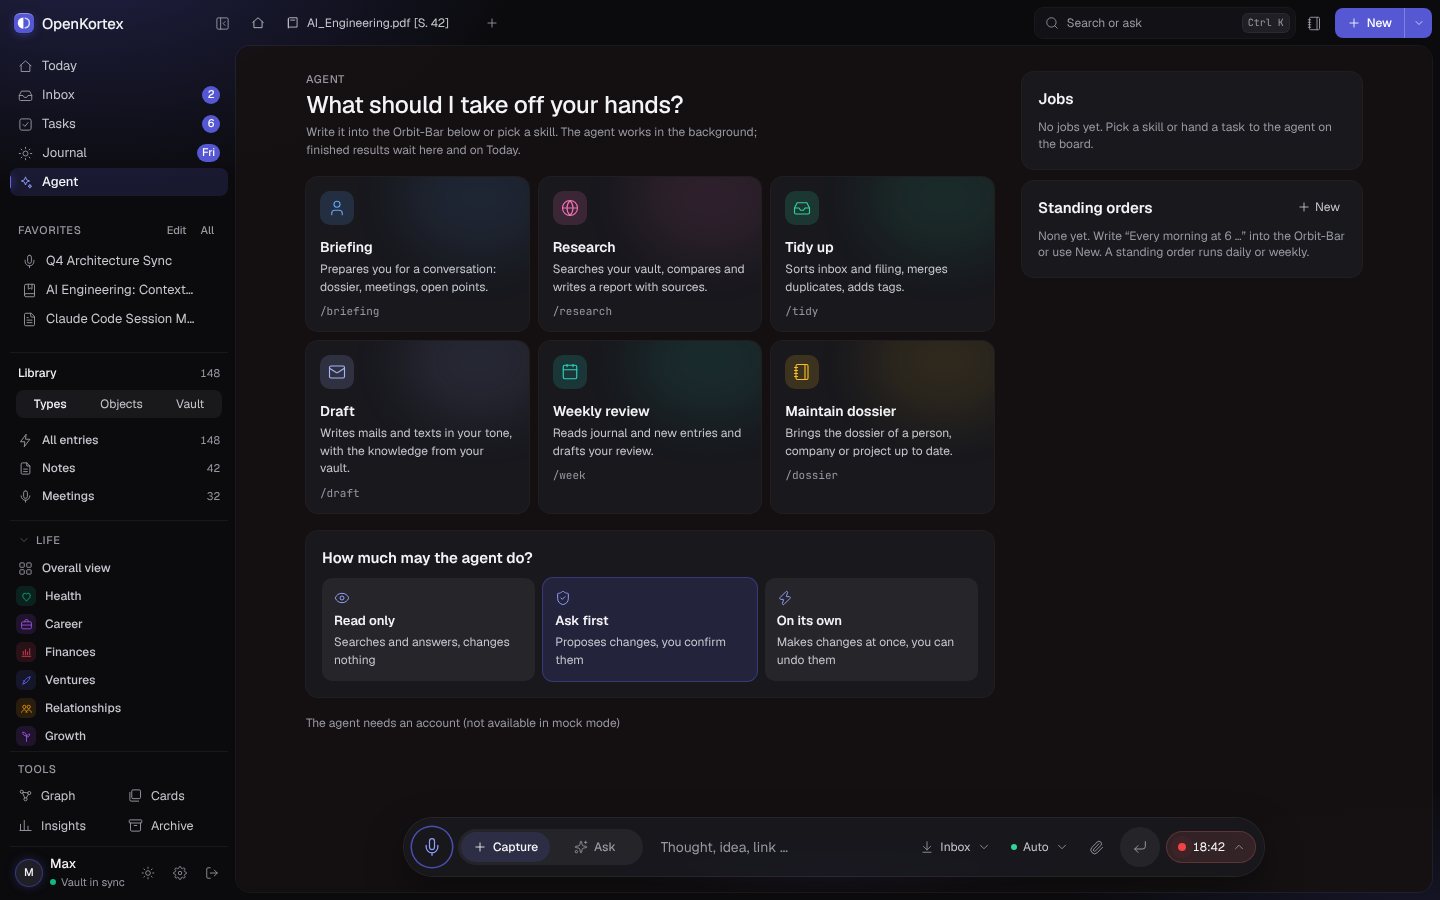 OpenKortex
AI_Engineering.pdf [S. 42]
Search or ask
Ctrl K
New
Today
Inbox
2
Tasks
6
Journal
Fri
Agent
FAVORITES
Edit
All
Q4 Architecture Sync
AI Engineering: Context...
Claude Code Session M...
Library
148
Types
Objects
Vault
All entries
148
Notes
42
Meetings
32
LIFE
Overall view
Health
Career
Finances
Ventures
Relationships
Growth
TOOLS
Graph
Cards
Insights
Archive
M
Max
Vault in sync
AGENT
What should I take off your hands?
Write it into the Orbit-Bar below or pick a skill. The agent works in the background;
finished results wait here and on Today.
Briefing
Prepares you for a conversation:
dossier, meetings, open points.
/briefing
Research
Searches your vault, compares and
writes a report with sources.
/research
Tidy up
Sorts inbox and filing, merges
duplicates, adds tags.
/tidy
Draft
Writes mails and texts in your tone,
with the knowledge from your
vault.
/draft
Weekly review
Reads journal and new entries and
drafts your review.
/week
Maintain dossier
Brings the dossier of a person,
company or project up to date.
/dossier
How much may the agent do?
Read only
Searches and answers, changes
nothing
Ask first
Proposes changes, you confirm
them
On its own
Makes changes at once, you can
undo them
The agent needs an account (not available in mock mode)
Jobs
No jobs yet. Pick a skill or hand a task to the agent on
the board.
Standing orders
New
None yet. Write “Every morning at 6 …” into the Orbit-Bar
or use New. A standing order runs daily or weekly.
Capture
Ask
Thought, idea, link …
Inbox
Auto
18:42